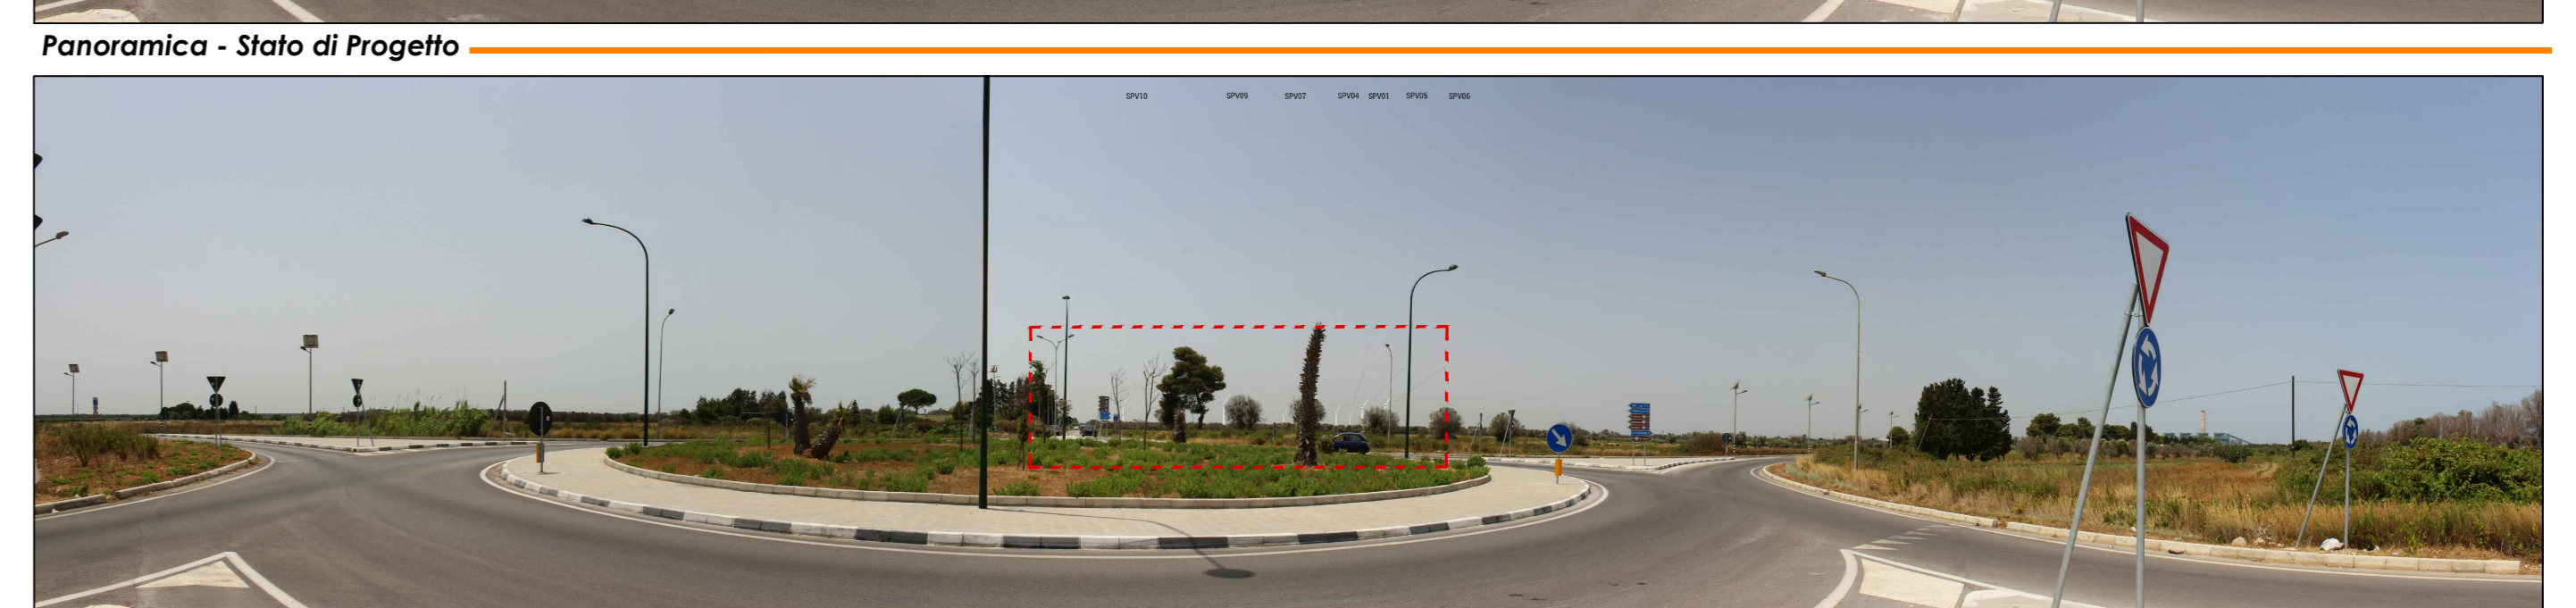 Panoramica - Stato di Progetto
SPV10 SPV09 SPV07 SPV04 SPV01 SPV05 SPV06